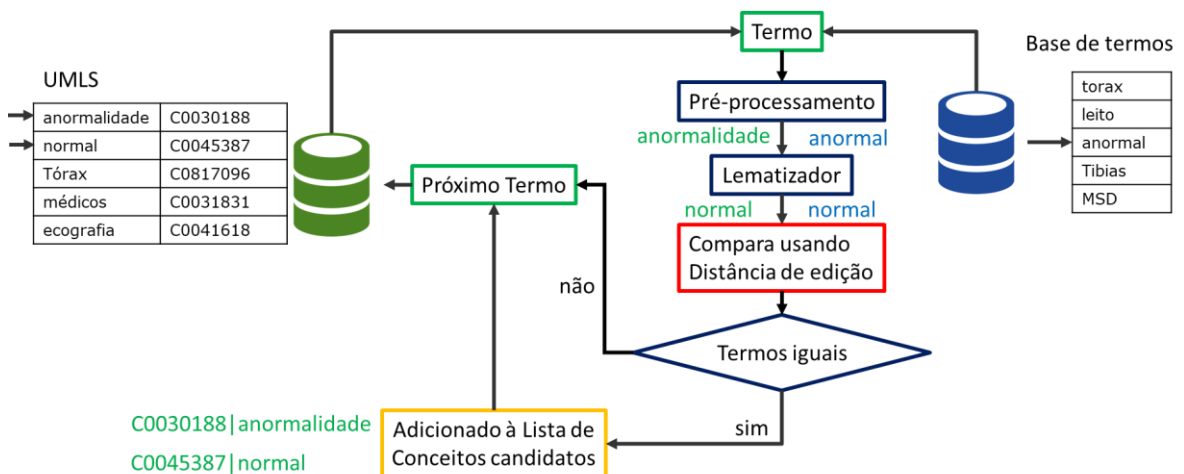 Termo
UMLS
anormalidade C0030188
normal C0045387
Tórax C0817096
médicos C0031831
ecografia C0041618
Base de termos
torax
leito
anormal
Tibias
MSD
Pré-processamento
anormalidade anormal
Lematizador
normal normal
Compara usando
Distância de edição
Próximo Termo
não
Termos iguais
sim
Adicionado à Lista de
Conceitos candidatos
C0030188|anormalidade
C0045387|normal